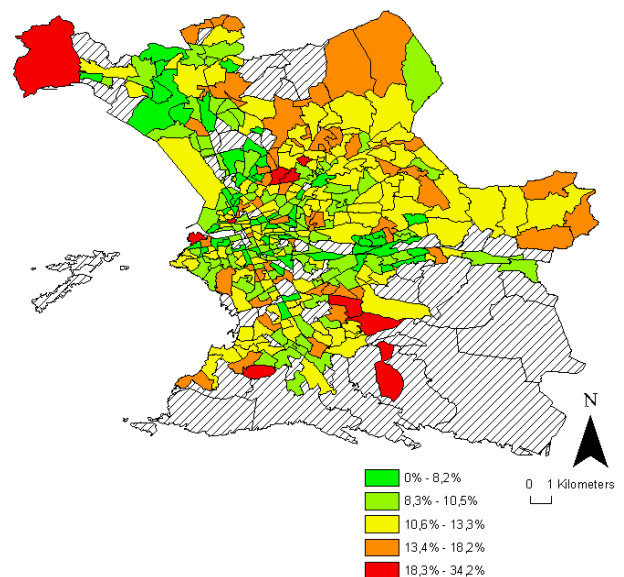 N
0 1 Kilometers
0% - 8,2%
8,3% - 10,5%
10,6% - 13,3%
13,4% - 18,2%
18,3% - 34,2%